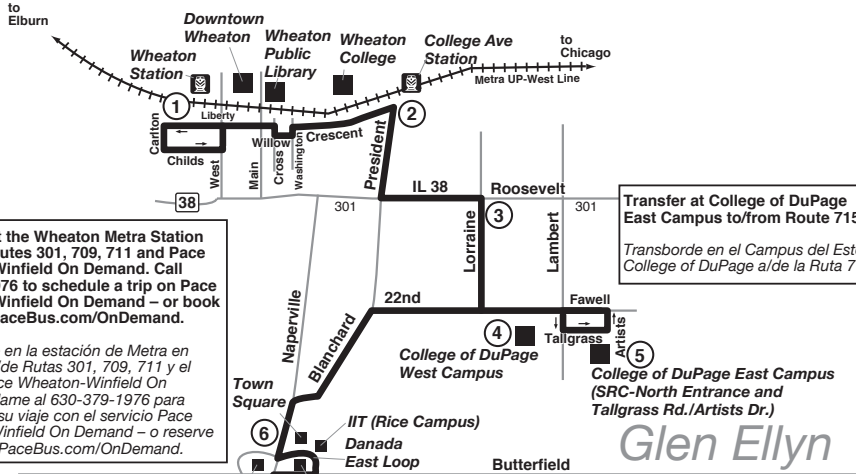 to
Elburn
Downtown
Wheaton
Wheaton
Station
Wheaton
Public
Library
Wheaton
College
College Ave
Station
to
Chicago
Metra UP-West Line
1
2
Liberty
Carlton
Childs
West
Main
Willow
Cross
Washington
Crescent
President
38
301
IL 38
Roosevelt
301
3
Lorraine
Lambert
Transfer at College of DuPage
East Campus to/from Route 715
Transborde en el Campus del Este
College of DuPage a/de la Ruta 7
t the Wheaton Metra Station
utes 301, 709, 711 and Pace
Winfield On Demand. Call
976 to schedule a trip on Pace
Winfield On Demand – or book
PaceBus.com/OnDemand.
en la estación de Metra en
de Rutas 301, 709, 711 y el
ce Wheaton-Winfield On
lame al 630-379-1976 para
su viaje con el servicio Pace
Winfield On Demand – o reserve
PaceBus.com/OnDemand.
Naperville
Blanchard
22nd
Fawell
Tallgrass
Artists
4
College of DuPage
West Campus
5
College of DuPage East Campus
(SRC-North Entrance and
Tallgrass Rd./Artists Dr.)
Town
Square
6
IIT (Rice Campus)
Danada
East Loop
Butterfield
Glen Ellyn